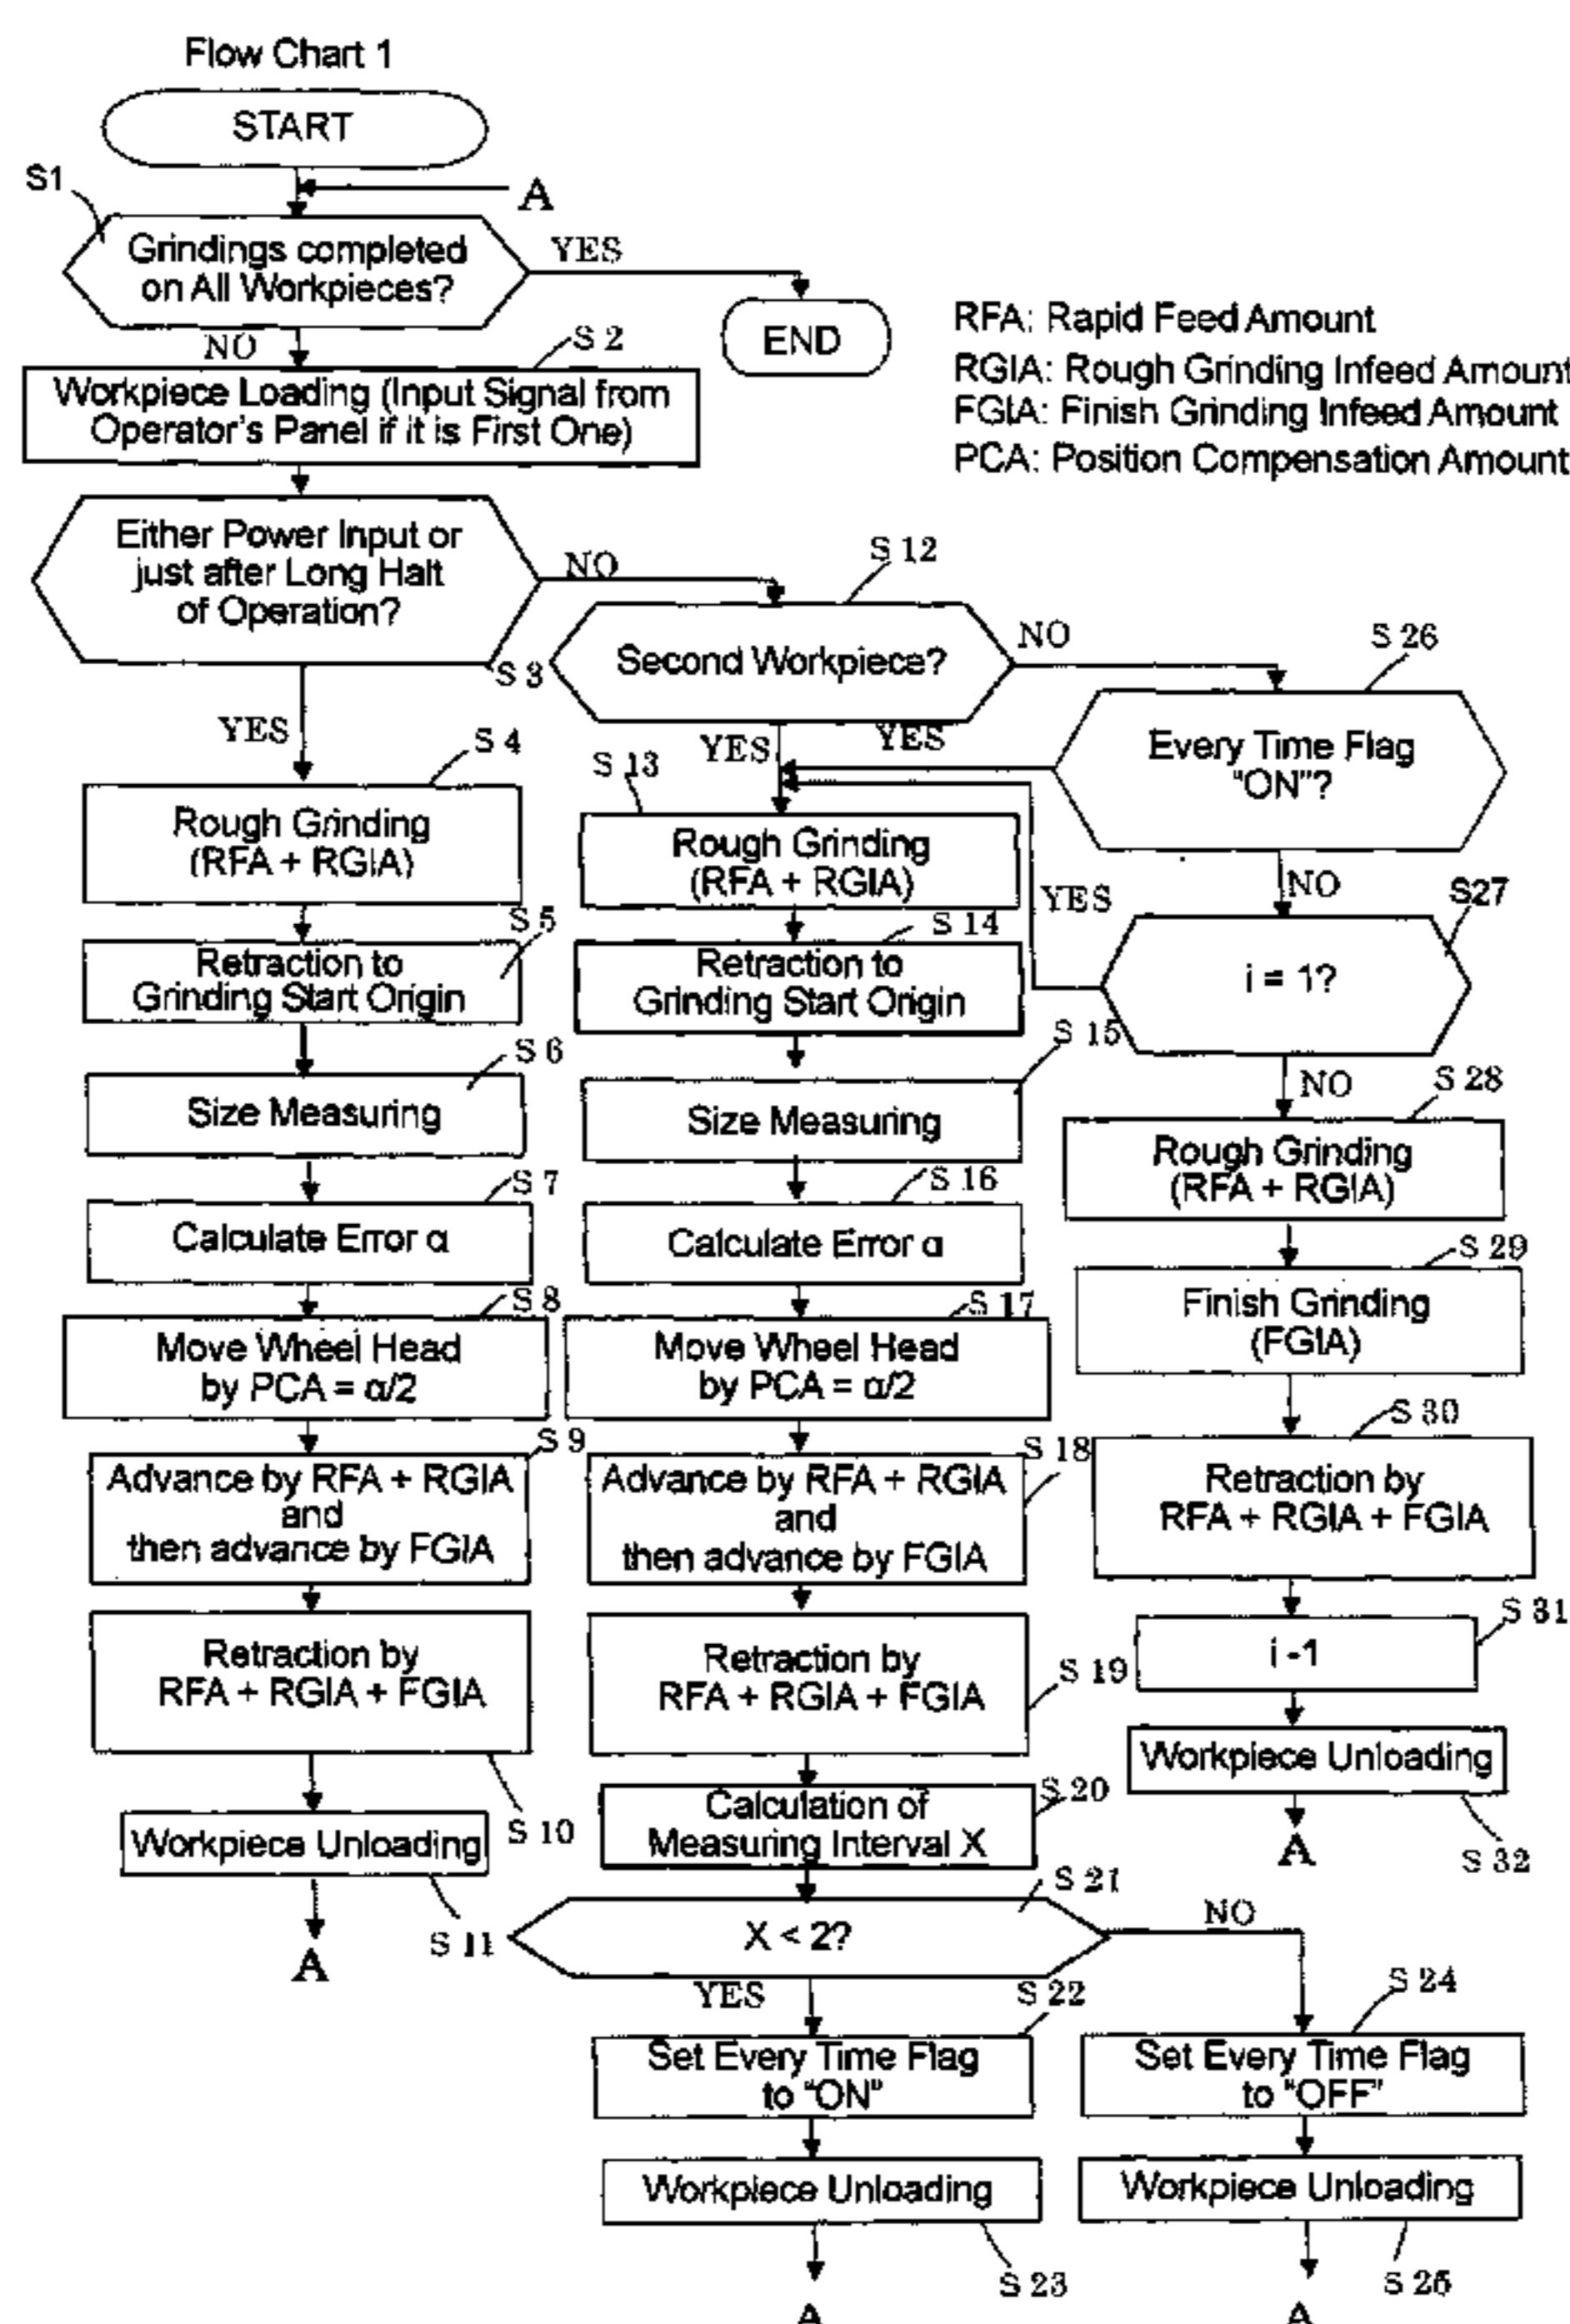 Flow Chart 1
START
A
S1
Grindings completed
on All Workpieces?
YES
END
NO
RFA: Rapid Feed Amount
RGIA: Rough Grinding Infeed Amount
FGIA: Finish Grinding Infeed Amount
PCA: Position Compensation Amount
S 2
Workpiece Loading (Input Signal from
Operator's Panel if it is First One)
Either Power Input or
just after Long Halt
of Operation?
S 3
NO
YES
S 4
Rough Grinding
(RFA + RGIA)
S 5
Retraction to
Grinding Start Origin
S 6
Size Measuring
S 7
Calculate Error α
S 8
Move Wheel Head
by PCA = α/2
S 9
Advance by RFA + RGIA
and
then advance by FGIA
Retraction by
RFA + RGIA + FGIA
S 10
Workpiece Unloading
S 11
A
S 12
Second Workpiece?
NO
YES
YES
S 13
Rough Grinding
(RFA + RGIA)
S 14
Retraction to
Grinding Start Origin
S 15
Size Measuring
S 16
Calculate Error α
S 17
Move Wheel Head
by PCA = α/2
S 18
Advance by RFA + RGIA
and
then advance by FGIA
Retraction by
RFA + RGIA + FGIA
S 19
S 20
Calculation of
Measuring Interval X
S 21
X < 2?
YES
NO
S 22
Set Every Time Flag
to "ON"
Workpiece Unloading
S 23
A
S 24
Set Every Time Flag
to "OFF"
Workpiece Unloading
S 25
A
S 26
Every Time Flag
"ON"?
NO
YES
S27
i = 1?
NO
S 28
Rough Grinding
(RFA + RGIA)
S 29
Finish Grinding
(FGIA)
S 30
Retraction by
RFA + RGIA + FGIA
S 31
i -1
Workpiece Unloading
S 32
A